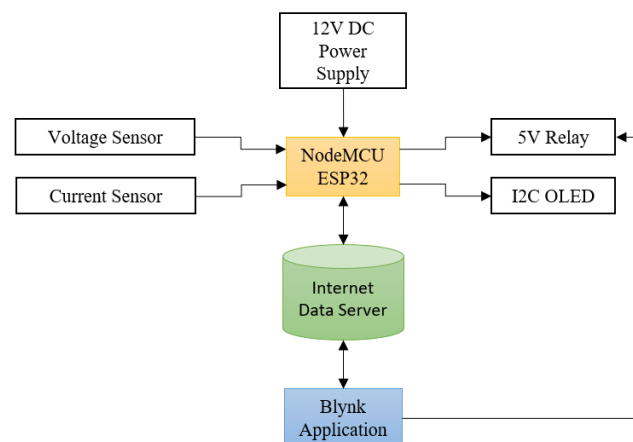 12V DC
Power
Supply
Voltage Sensor
NodeMCU
ESP32
5V Relay
Current Sensor
I2C OLED
Internet
Data Server
Blynk
Application